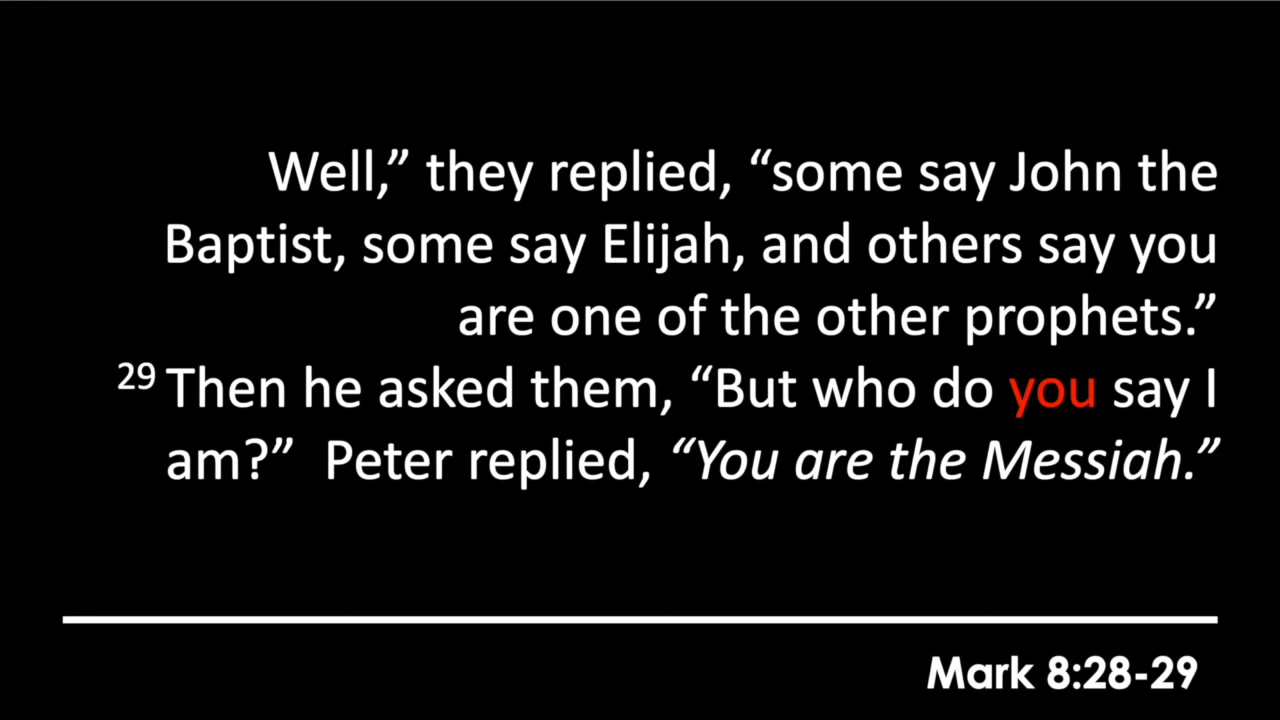 Well,” they replied, “some say John the
Baptist, some say Elijah, and others say you
are one of the other prophets.”
29 Then he asked them, “But who do you say I
am?”  Peter replied, “You are the Messiah.”
Mark 8:28-29